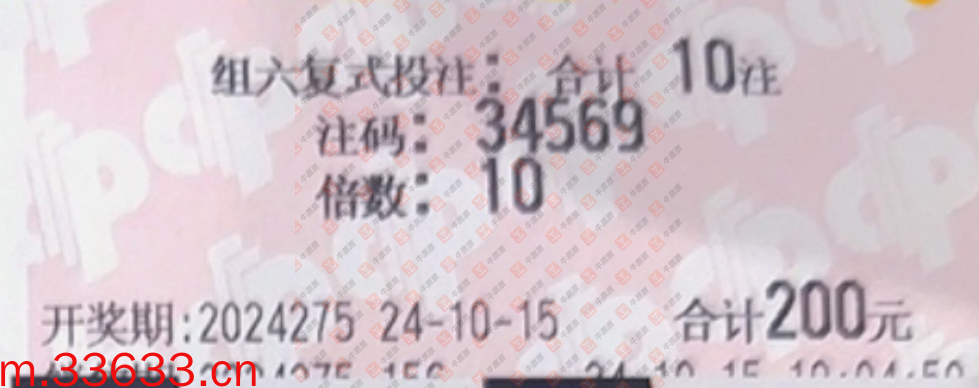 组六复式投注: 合计 10注
注码: 34569
倍数: 10
开奖期:2024275 24-10-15 合计200元
m.33633.cn